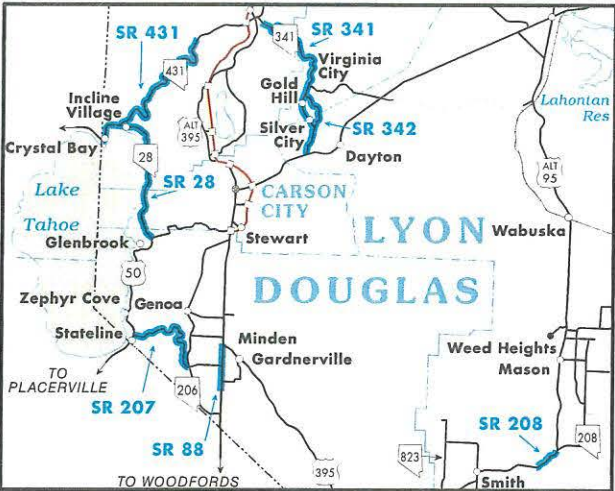 SR 431
SR 341
341
431
Virginia
City
Gold
Hill
Incline
Village
ALT
395
Silver
City
SR 342
Lahontan
Res
Crystal Bay
28
Dayton
ALT
95
Lake
Tahoe
SR 28
CARSON
CITY
LYON
Wabuska
Glenbrook
Stewart
50
DOUGLAS
Zephyr Cove
Genoa
Stateline
Minden
Gardnerville
Weed Heights
Mason
TO
PLACERVILLE
206
SR 207
SR 88
SR 208
208
823
395
TO WOODFORDS
Smith